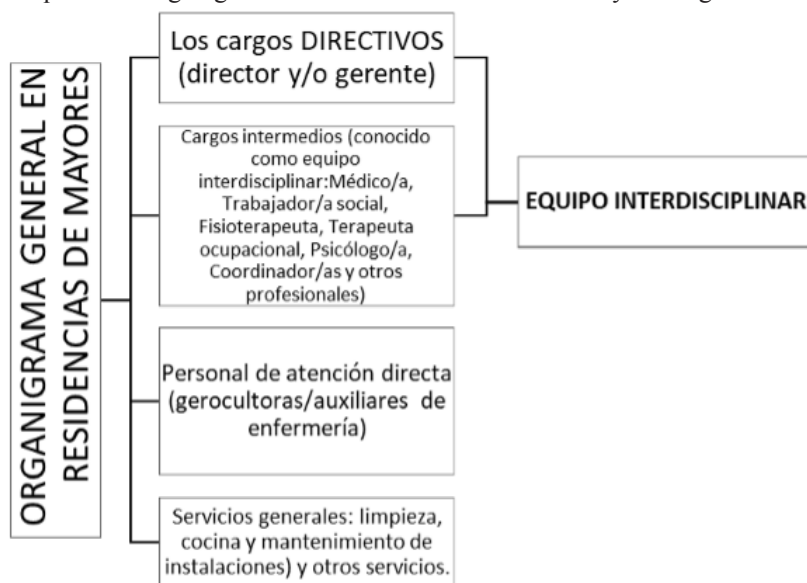 ORGANIGRAMA GENERAL EN
RESIDENCIAS DE MAYORES
Los cargos DIRECTIVOS
(director y/o gerente)
Cargos intermedios (conocido
como equipo
interdisciplinar:Médico/a,
Trabajador/a social,
Fisioterapeuta, Terapeuta
ocupacional, Psicólogo/a,
Coordinador/as y otros
profesionales)
EQUIPO INTERDISCIPLINAR
Personal de atención directa
(gerocultoras/auxiliares de
enfermería)
Servicios generales: limpieza,
cocina y mantenimiento de
instalaciones) y otros servicios.